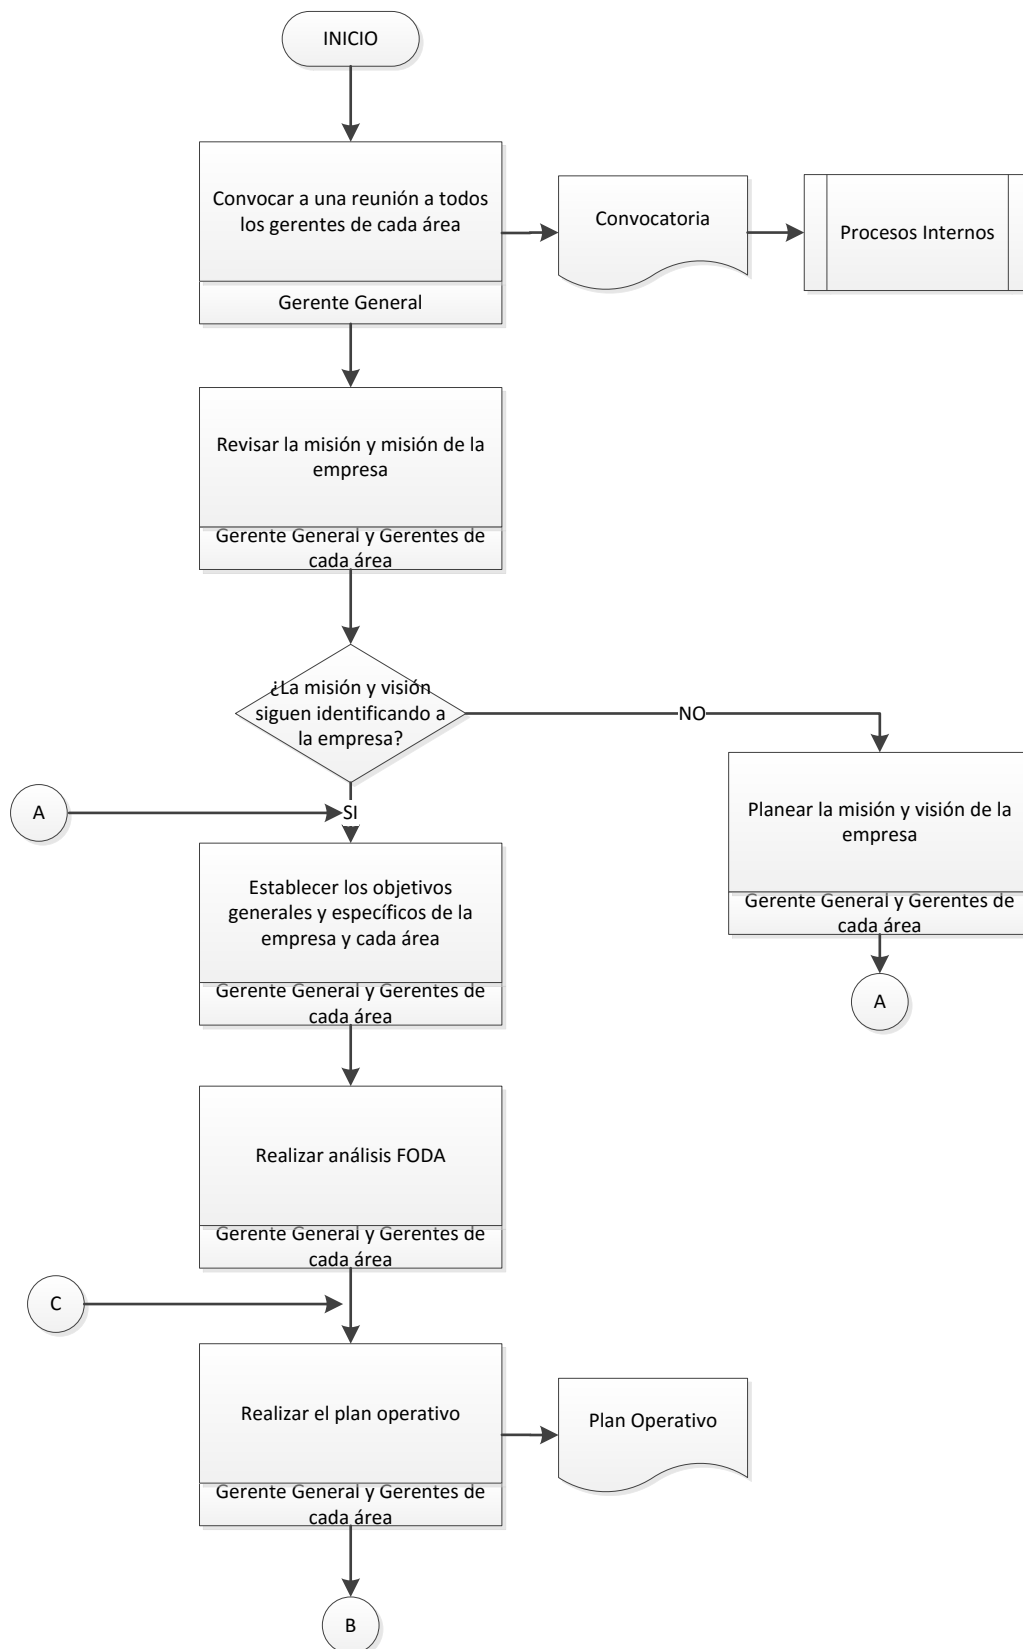 INICIO
Convocar a una reunión a todos
los gerentes de cada área
Gerente General
Convocatoria
Procesos Internos
Revisar la misión y misión de la
empresa
Gerente General y Gerentes de
cada área
¿La misión y visión
siguen identificando a
la empresa?
NO
SI
A
Planear la misión y visión de la
empresa
Gerente General y Gerentes de
cada área
A
Establecer los objetivos
generales y específicos de la
empresa y cada área
Gerente General y Gerentes de
cada área
Realizar análisis FODA
Gerente General y Gerentes de
cada área
C
Realizar el plan operativo
Gerente General y Gerentes de
cada área
Plan Operativo
B